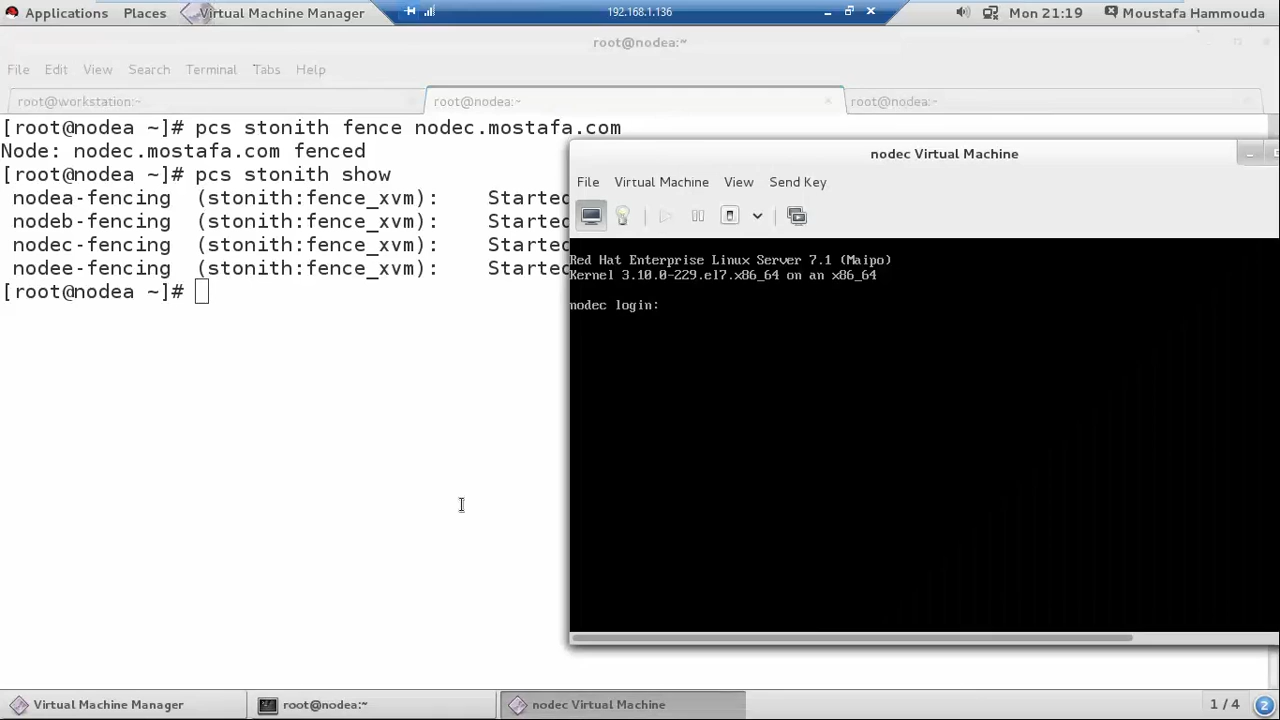 Applications Places Virtual Machine Manager 192.168.1.136 Mon 21:19 Moustafa Hammouda
root@nodea:~
File Edit View Search Terminal Tabs Help
root@workstation:~ root@nodea:~ root@nodea:~
[root@nodea ~]# pcs stonith fence nodec.mostafa.com
Node: nodec.mostafa.com fenced
[root@nodea ~]# pcs stonith show
nodea-fencing (stonith:fence_xvm): Started
nodeb-fencing (stonith:fence_xvm): Started
nodec-fencing (stonith:fence_xvm): Started
nodee-fencing (stonith:fence_xvm): Started
[root@nodea ~]#
nodec Virtual Machine
File Virtual Machine View Send Key
Red Hat Enterprise Linux Server 7.1 (Maipo)
Kernel 3.10.0-229.el7.x86_64 on an x86_64
nodec login:
Virtual Machine Manager root@nodea:~ nodec Virtual Machine 1 / 4 2